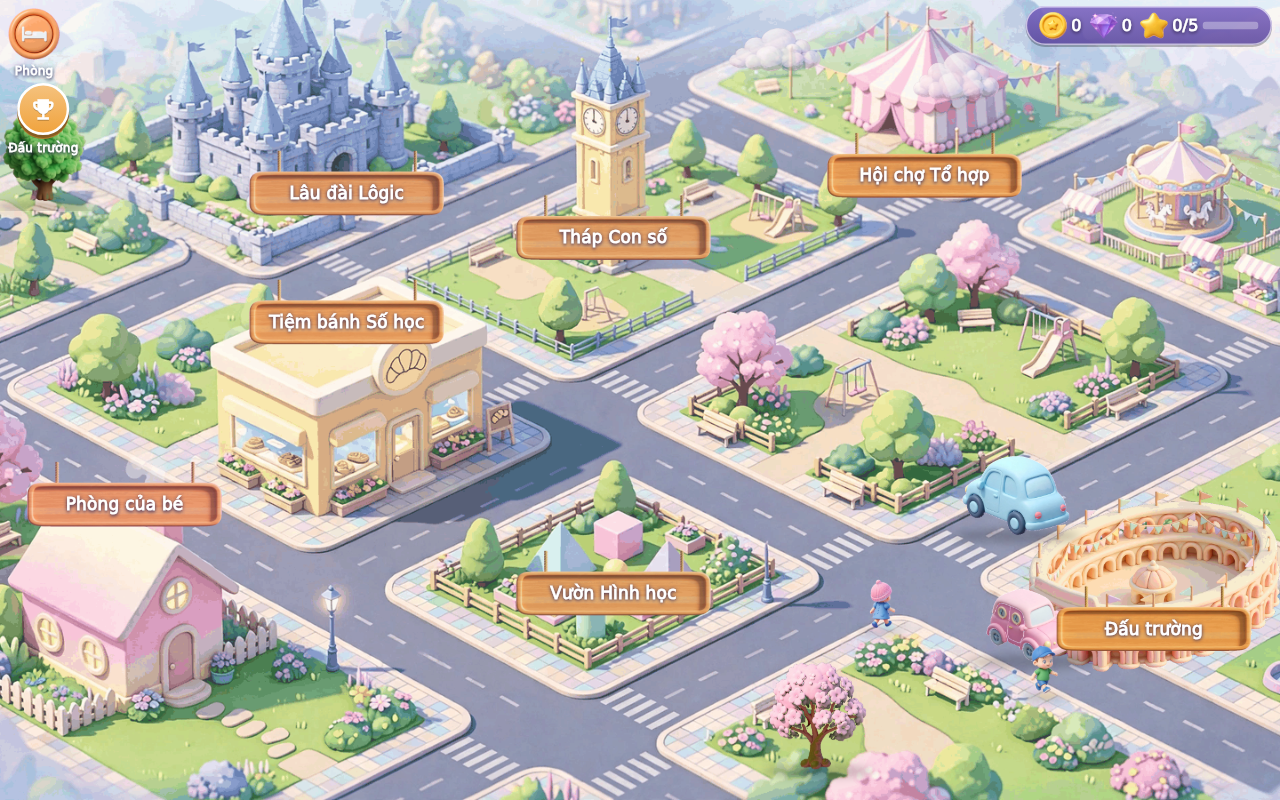 Phòng
0 0 0/5
Đấu trường
Lâu đài Lôgic
Hội chợ Tổ hợp
Tháp Con số
Tiệm bánh Số học
Phòng của bé
Vườn Hình học
Đấu trường